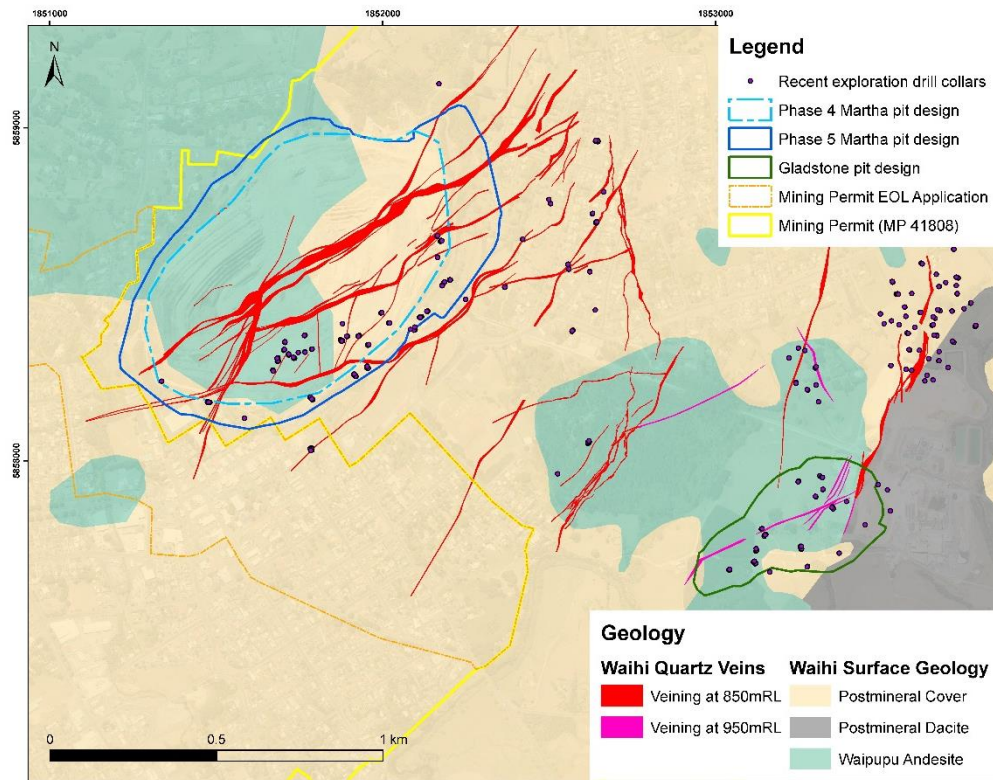 1851000
1852000
1853000
N
5859000
5858000
Legend
Recent exploration drill collars
Phase 4 Martha pit design
Phase 5 Martha pit design
Gladstone pit design
Mining Permit EOL Application
Mining Permit (MP 41808)
Geology
Waihi Quartz Veins
Veining at 850mRL
Veining at 950mRL
Waihi Surface Geology
Postmineral Cover
Postmineral Dacite
Waipupu Andesite
0 0.5 1 km